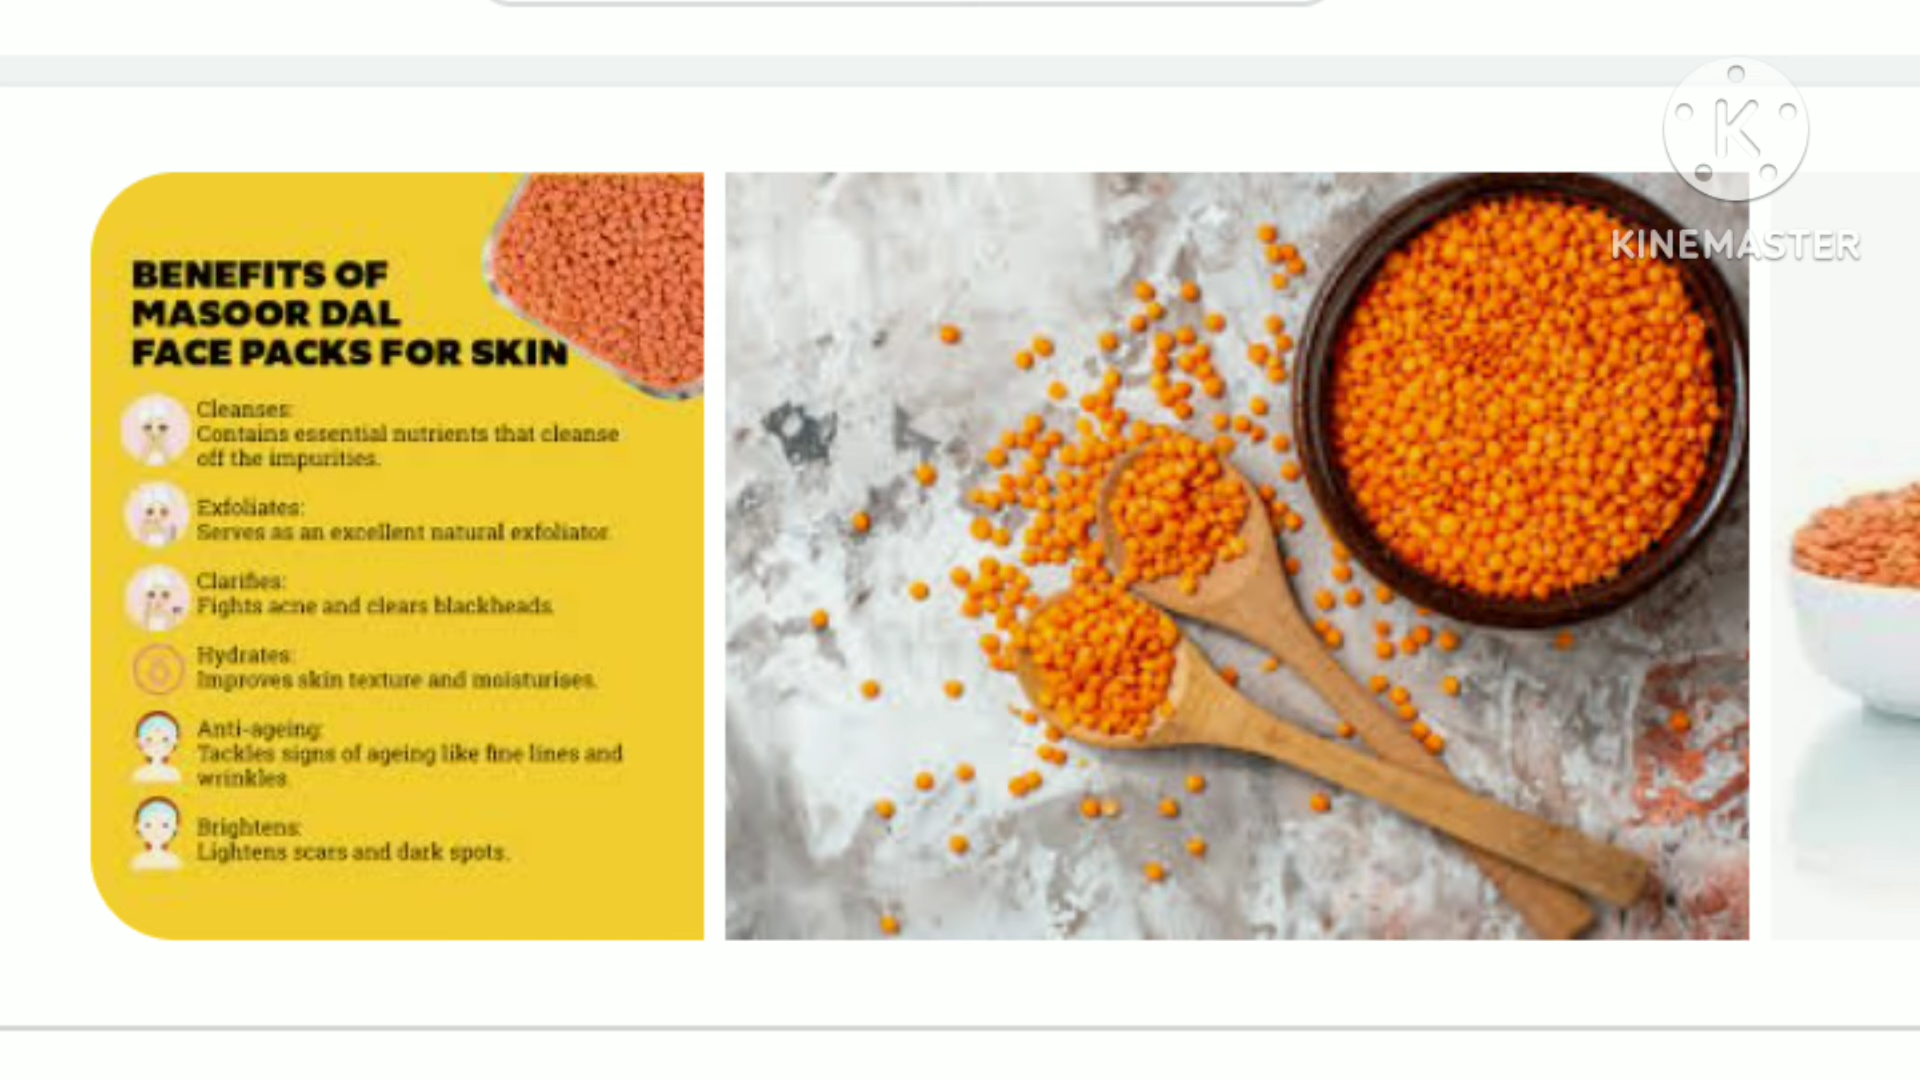 BENEFITS OF
MASOOR DAL
FACE PACKS FOR SKIN
Cleanses:
Contains essential nutrients that cleanse
off the impurities.
Exfoliates:
Serves as an excellent natural exfoliator.
Clarifies:
Fights acne and clears blackheads.
Hydrates:
Improves skin texture and moisturises.
Anti-ageing:
Tackles signs of ageing like fine lines and
wrinkles.
Brightens:
Lightens scars and dark spots.
K
KINEMASTER